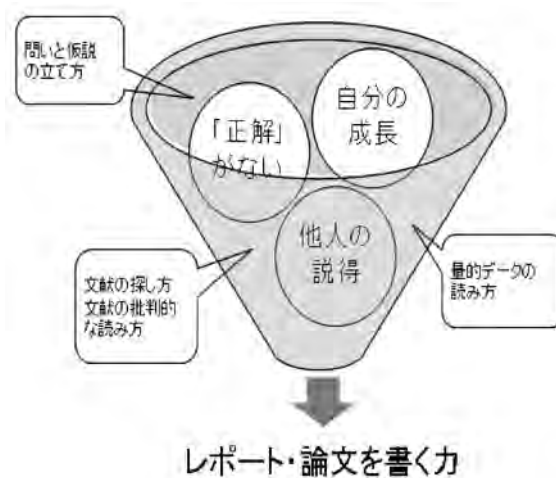 問いと仮説
の立て方
「正解」
がない
自分の
成長
他人の
説得
文献の探し方
文献の批判的
な読み方
量的データの
読み方
レポート・論文を書く力